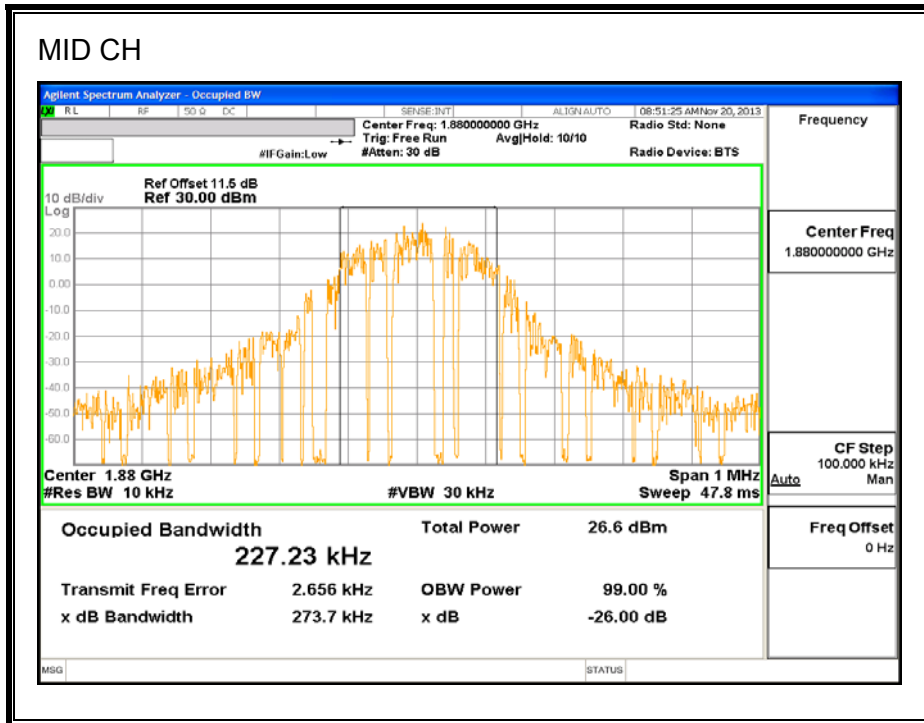 MID CH
Agilent Spectrum Analyzer - Occupied BW
LXI RL RF 50 Ω DC SENSE:INT ALIGN AUTO 08:51:25 AM Nov 20, 2013
Center Freq: 1.880000000 GHz Radio Std: None
Trig: Free Run Avg|Hold: 10/10
#IFGain:Low #Atten: 30 dB Radio Device: BTS
Ref Offset 11.5 dB
10 dB/div Ref 30.00 dBm
Log
20.0
10.0
0.00
-10.0
-20.0
-30.0
-40.0
-50.0
-60.0
Center 1.88 GHz Span 1 MHz
#Res BW 10 kHz #VBW 30 kHz Sweep 47.8 ms
Occupied Bandwidth Total Power 26.6 dBm
227.23 kHz
Transmit Freq Error 2.656 kHz OBW Power 99.00 %
x dB Bandwidth 273.7 kHz x dB -26.00 dB
MSG STATUS
Frequency
Center Freq
1.880000000 GHz
CF Step
100.000 kHz
Auto Man
Freq Offset
0 Hz